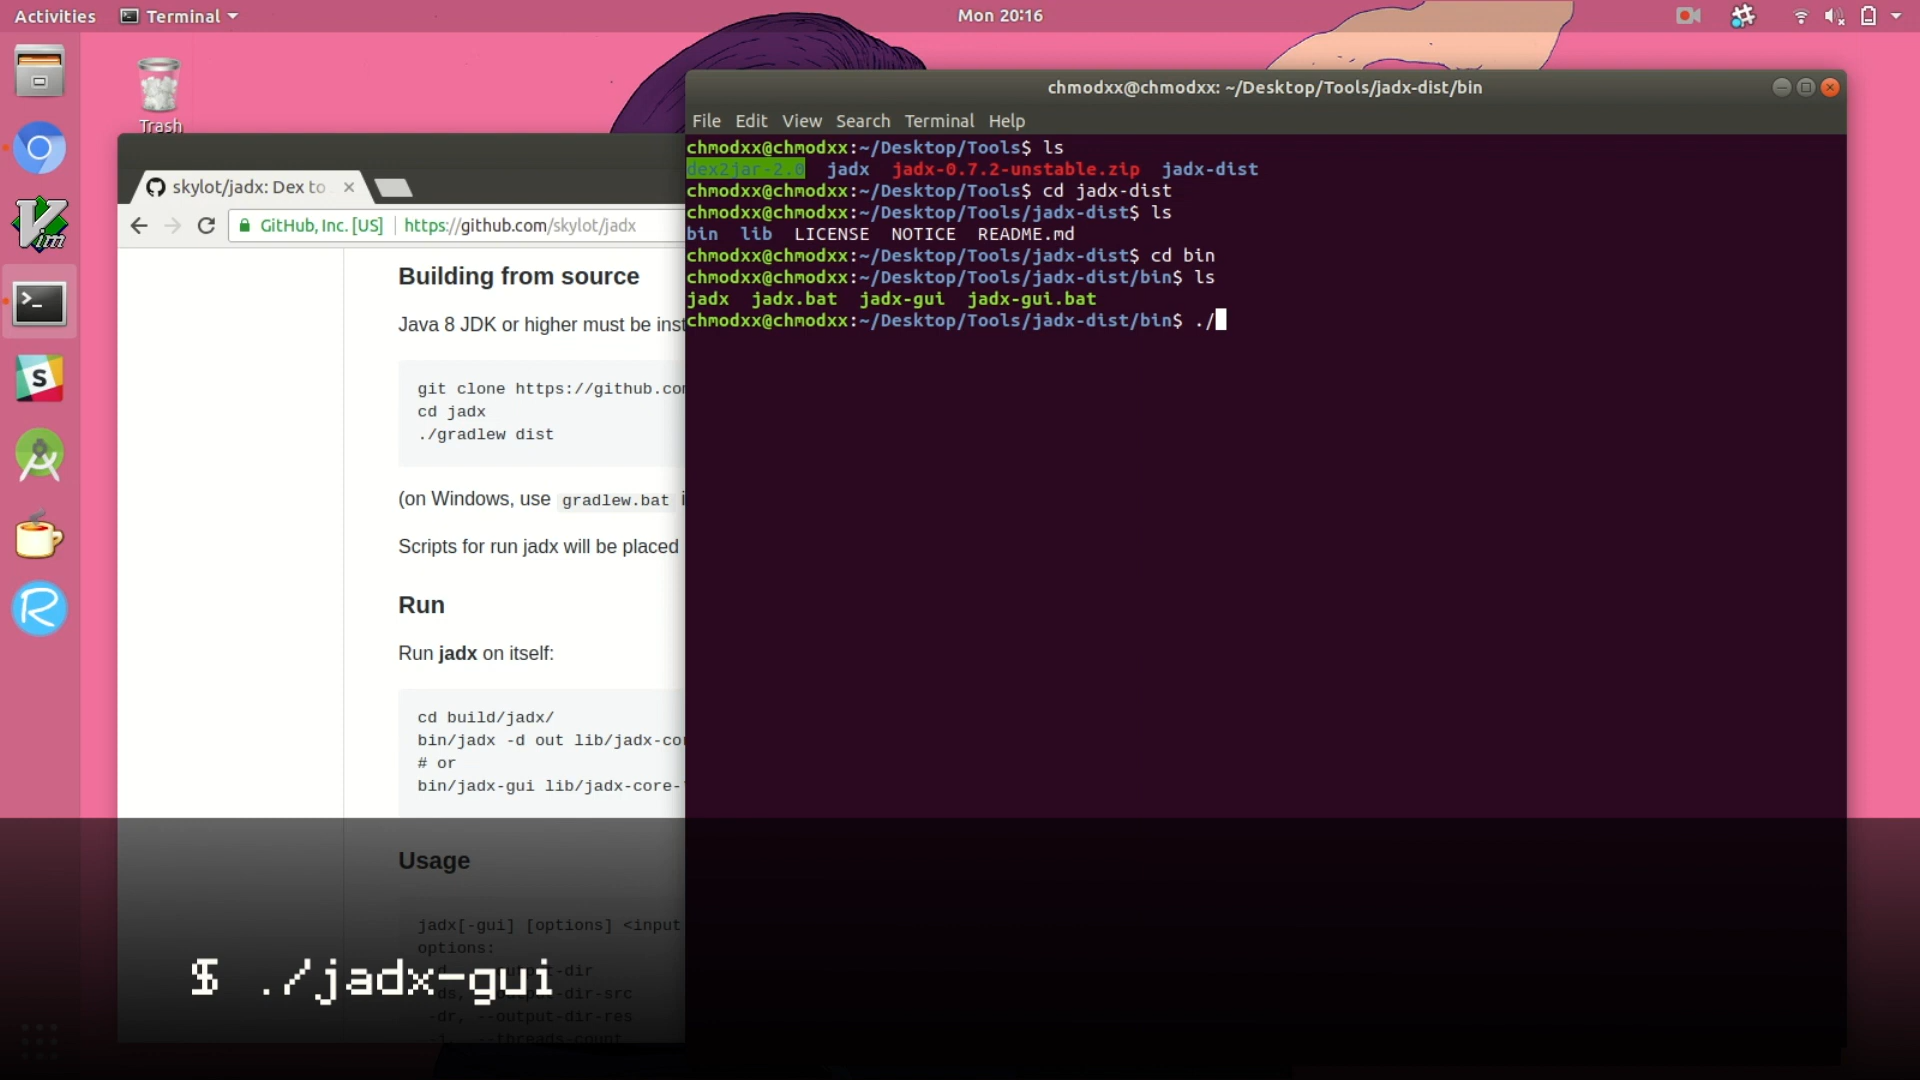 Activities
Terminal
Mon 20:16
Trash
chmodxx@chmodxx: ~/Desktop/Tools/jadx-dist/bin
File Edit View Search Terminal Help
chmodxx@chmodxx:~/Desktop/Tools$ ls
dex2jar-2.0 jadx jadx-0.7.2-unstable.zip jadx-dist
chmodxx@chmodxx:~/Desktop/Tools$ cd jadx-dist
chmodxx@chmodxx:~/Desktop/Tools/jadx-dist$ ls
bin lib LICENSE NOTICE README.md
chmodxx@chmodxx:~/Desktop/Tools/jadx-dist$ cd bin
chmodxx@chmodxx:~/Desktop/Tools/jadx-dist/bin$ ls
jadx jadx.bat jadx-gui jadx-gui.bat
chmodxx@chmodxx:~/Desktop/Tools/jadx-dist/bin$ ./
skylot/jadx: Dex to
GitHub, Inc. [US] https://github.com/skylot/jadx
Building from source
Java 8 JDK or higher must be inst
git clone https://github.co
cd jadx
./gradlew dist
(on Windows, use gradlew.bat i
Scripts for run jadx will be placed
Run
Run jadx on itself:
cd build/jadx/
bin/jadx -d out lib/jadx-co
# or
bin/jadx-gui lib/jadx-core-
Usage
jadx[-gui] [options] <input
options:
-dr, --output-dir-res
--threads-count
$ ./jadx-gui
Vim
>_
S
R